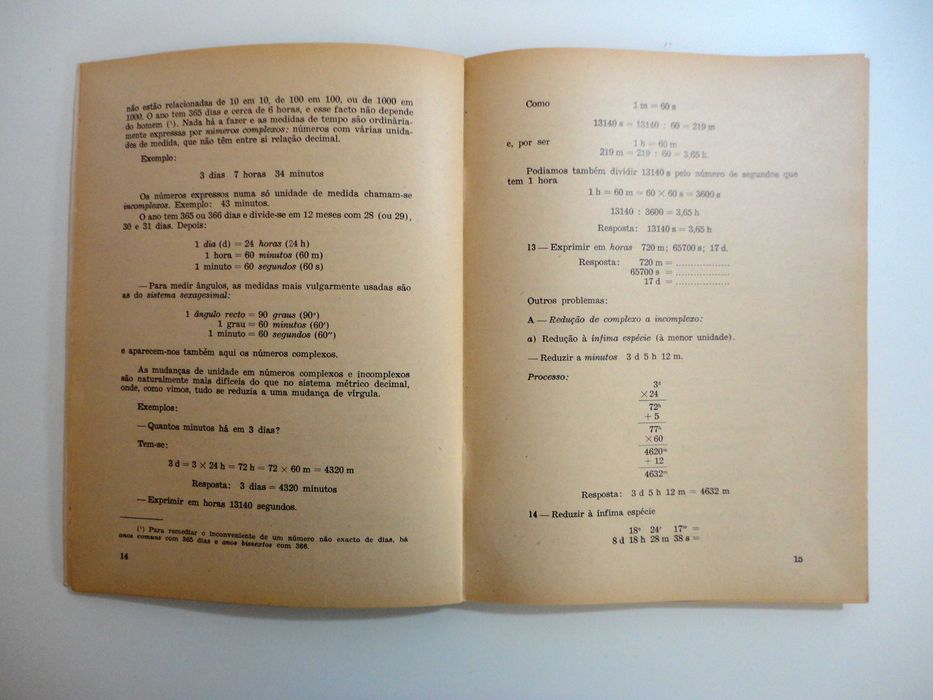 não estão relacionadas de 10 em 10, de 100 em 100, ou de 1000 em
1000. O ano tem 365 dias e cerca de 6 horas, e esse facto não depende
do homem (¹). Nada há a fazer e as medidas de tempo são ordinària-
mente expressas por números complexos: números com várias unida-
des de medida, que não têm entre si relação decimal.
Exemplo:
3 dias 7 horas 34 minutos
Os números expressos numa só unidade de medida chamam-se
incomplexos. Exemplo: 43 minutos.
O ano tem 365 ou 366 dias e divide-se em 12 meses com 28 (ou 29),
30 e 31 dias. Depois:
1 dia (d) = 24 horas (24 h)
1 hora = 60 minutos (60 m)
1 minuto = 60 segundos (60 s)
— Para medir ângulos, as medidas mais vulgarmente usadas são
as do sistema sexagesimal:
1 ângulo recto = 90 graus (90°)
1 grau = 60 minutos (60′)
1 minuto = 60 segundos (60″)
e aparecem-nos também aqui os números complexos.
As mudanças de unidade em números complexos e incomplexos
são naturalmente mais difíceis do que no sistema métrico decimal,
onde, como vimos, tudo se reduzia a uma mudança de vírgula.
Exemplos:
— Quantos minutos há em 3 dias?
Tem-se:
3 d = 3 × 24 h = 72 h = 72 × 60 m = 4320 m
Resposta: 3 dias = 4320 minutos
— Exprimir em horas 13140 segundos.
(¹) Para remediar o inconveniente de um número não exacto de dias, há
anos comuns com 365 dias e anos bissextos com 366.
14
Como
1 m = 60 s
13140 s = 13140 : 60 = 219 m
e, por ser
1 h = 60 m
219 m = 219 : 60 = 3,65 h.
Podíamos também dividir 13140 s pelo número de segundos que
tem 1 hora
1 h = 60 m = 60 × 60 s = 3600 s
13140 : 3600 = 3,65 h
Resposta: 13140 s = 3,65 h
13 — Exprimir em horas 720 m; 65700 s; 17 d.
Resposta: 720 m = ..................
65700 s = ..................
17 d = ..................
Outros problemas:
A — Redução de complexo a incomplexo:
a) Redução à ínfima espécie (à menor unidade).
— Reduzir a minutos 3 d 5 h 12 m.
Processo:
3ᵈ
×24
72ʰ
+ 5
77ʰ
×60
4620ᵐ
+ 12
4632ᵐ
Resposta: 3 d 5 h 12 m = 4632 m
14 — Reduzir à ínfima espécie
18° 24′ 17″ =
8 d 18 h 28 m 38 s =
15